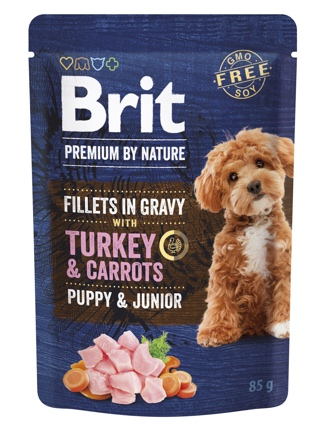 GMO
FREE
SOY
Brit
PREMIUM BY NATURE
FILLETS IN GRAVY
WITH
TURKEY
& CARROTS
PUPPY & JUNIOR
85 g